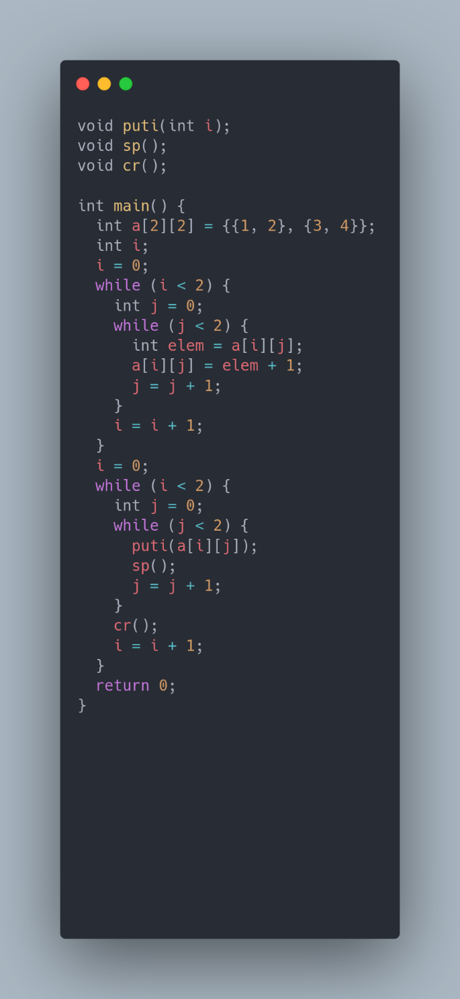 void puti(int i);
void sp();
void cr();

int main() {
  int a[2][2] = {{1, 2}, {3, 4}};
  int i;
  i = 0;
  while (i < 2) {
    int j = 0;
    while (j < 2) {
      int elem = a[i][j];
      a[i][j] = elem + 1;
      j = j + 1;
    }
    i = i + 1;
  }
  i = 0;
  while (i < 2) {
    int j = 0;
    while (j < 2) {
      puti(a[i][j]);
      sp();
      j = j + 1;
    }
    cr();
    i = i + 1;
  }
  return 0;
}